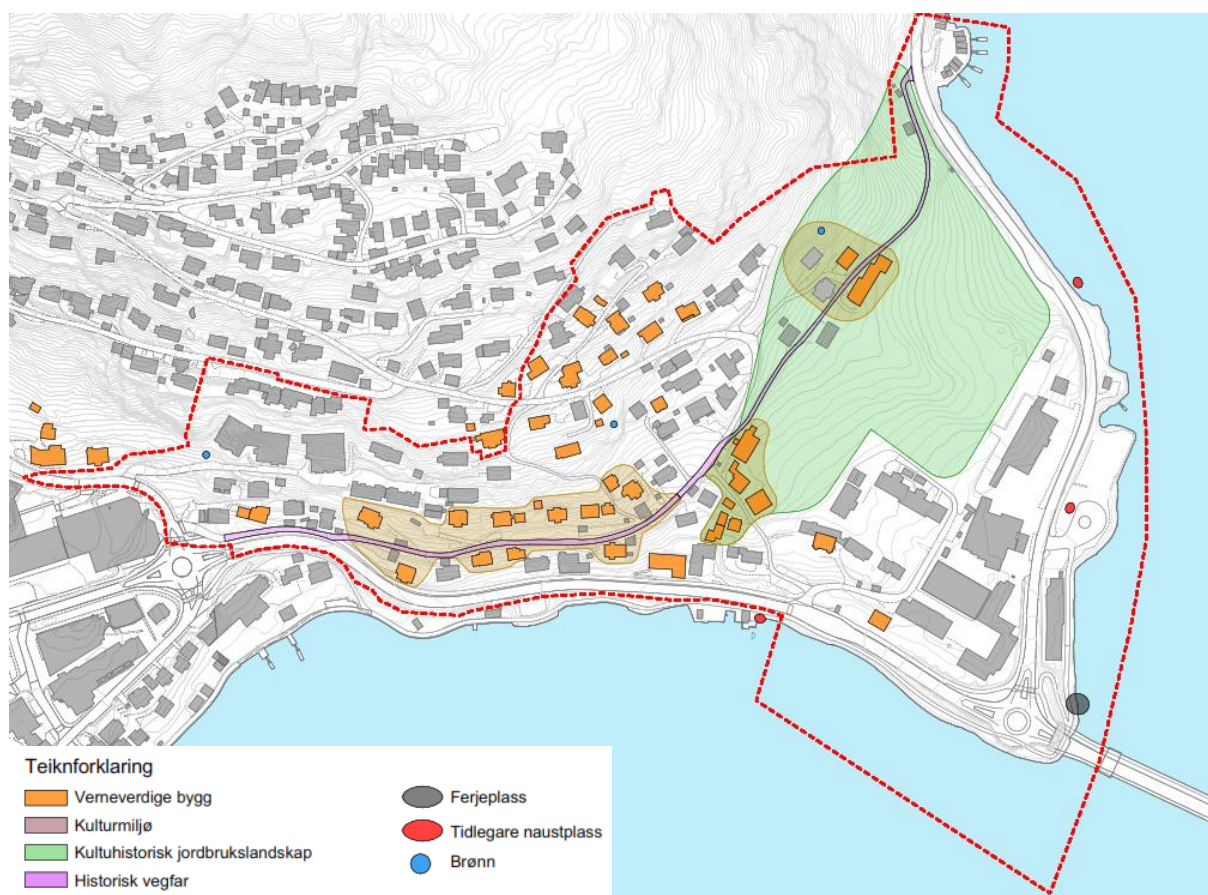 Teiknforklaring
Verneverdige bygg
Kulturmiljø
Kultuhistorisk jordbrukslandskap
Historisk vegfar
Ferjeplass
Tidlegare naustplass
Brønn